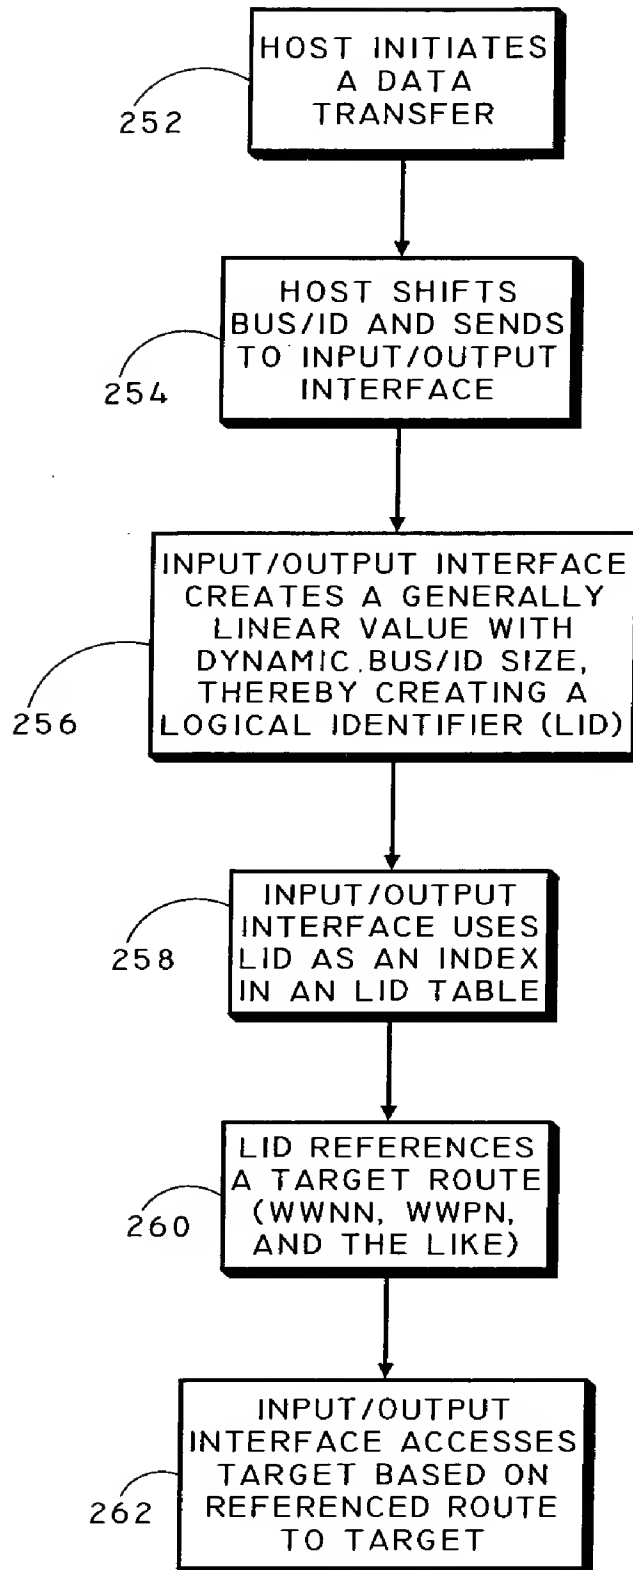 HOST INITIATES
A DATA
TRANSFER
252
HOST SHIFTS
BUS/ID AND SENDS
TO INPUT/OUTPUT
INTERFACE
254
INPUT/OUTPUT INTERFACE
CREATES A GENERALLY
LINEAR VALUE WITH
DYNAMIC BUS/ID SIZE,
THEREBY CREATING A
LOGICAL IDENTIFIER (LID)
256
INPUT/OUTPUT
INTERFACE USES
LID AS AN INDEX
IN AN LID TABLE
258
LID REFERENCES
A TARGET ROUTE
(WWNN, WWPN,
AND THE LIKE)
260
INPUT/OUTPUT
INTERFACE ACCESSES
TARGET BASED ON
REFERENCED ROUTE
TO TARGET
262